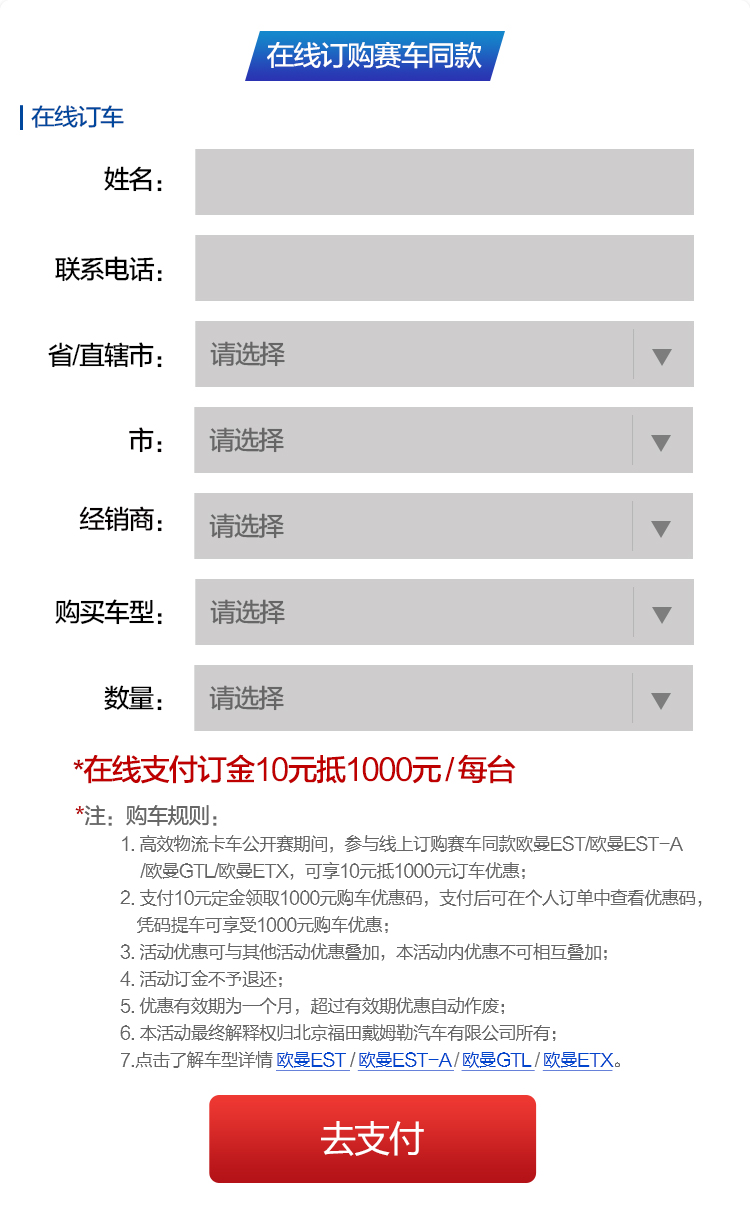 在线订购赛车同款
在线订车
姓名：
联系电话：
省/直辖市：
请选择
市：
请选择
经销商：
请选择
购买车型：
请选择
数量：
请选择
*在线支付订金10元抵1000元/每台
*注：购车规则：
1. 高效物流卡车公开赛期间，参与线上订购赛车同款欧曼EST/欧曼EST-A
/欧曼GTL/欧曼ETX，可享10元抵1000元订车优惠；
2. 支付10元定金领取1000元购车优惠码，支付后可在个人订单中查看优惠码，
凭码提车可享受1000元购车优惠；
3. 活动优惠可与其他活动优惠叠加，本活动内优惠不可相互叠加；
4. 活动订金不予退还；
5. 优惠有效期为一个月，超过有效期优惠自动作废；
6. 本活动最终解释权归北京福田戴姆勒汽车有限公司所有；
7.点击了解车型详情 欧曼EST / 欧曼EST-A / 欧曼GTL / 欧曼ETX。
去支付